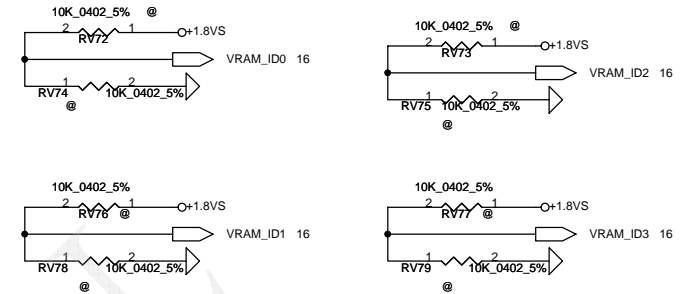 10K_0402_5% @
2 1
RV72
+1.8VS
VRAM_ID0 16
1 2
RV74 10K_0402_5%
@
10K_0402_5% @
2 1
RV73
+1.8VS
VRAM_ID2 16
1 2
RV75 10K_0402_5%
@
10K_0402_5%
2 1
RV76 @
+1.8VS
VRAM_ID1 16
1 2
RV78 10K_0402_5%
@
10K_0402_5%
2 1
RV77 @
+1.8VS
VRAM_ID3 16
1 2
RV79 10K_0402_5%
@